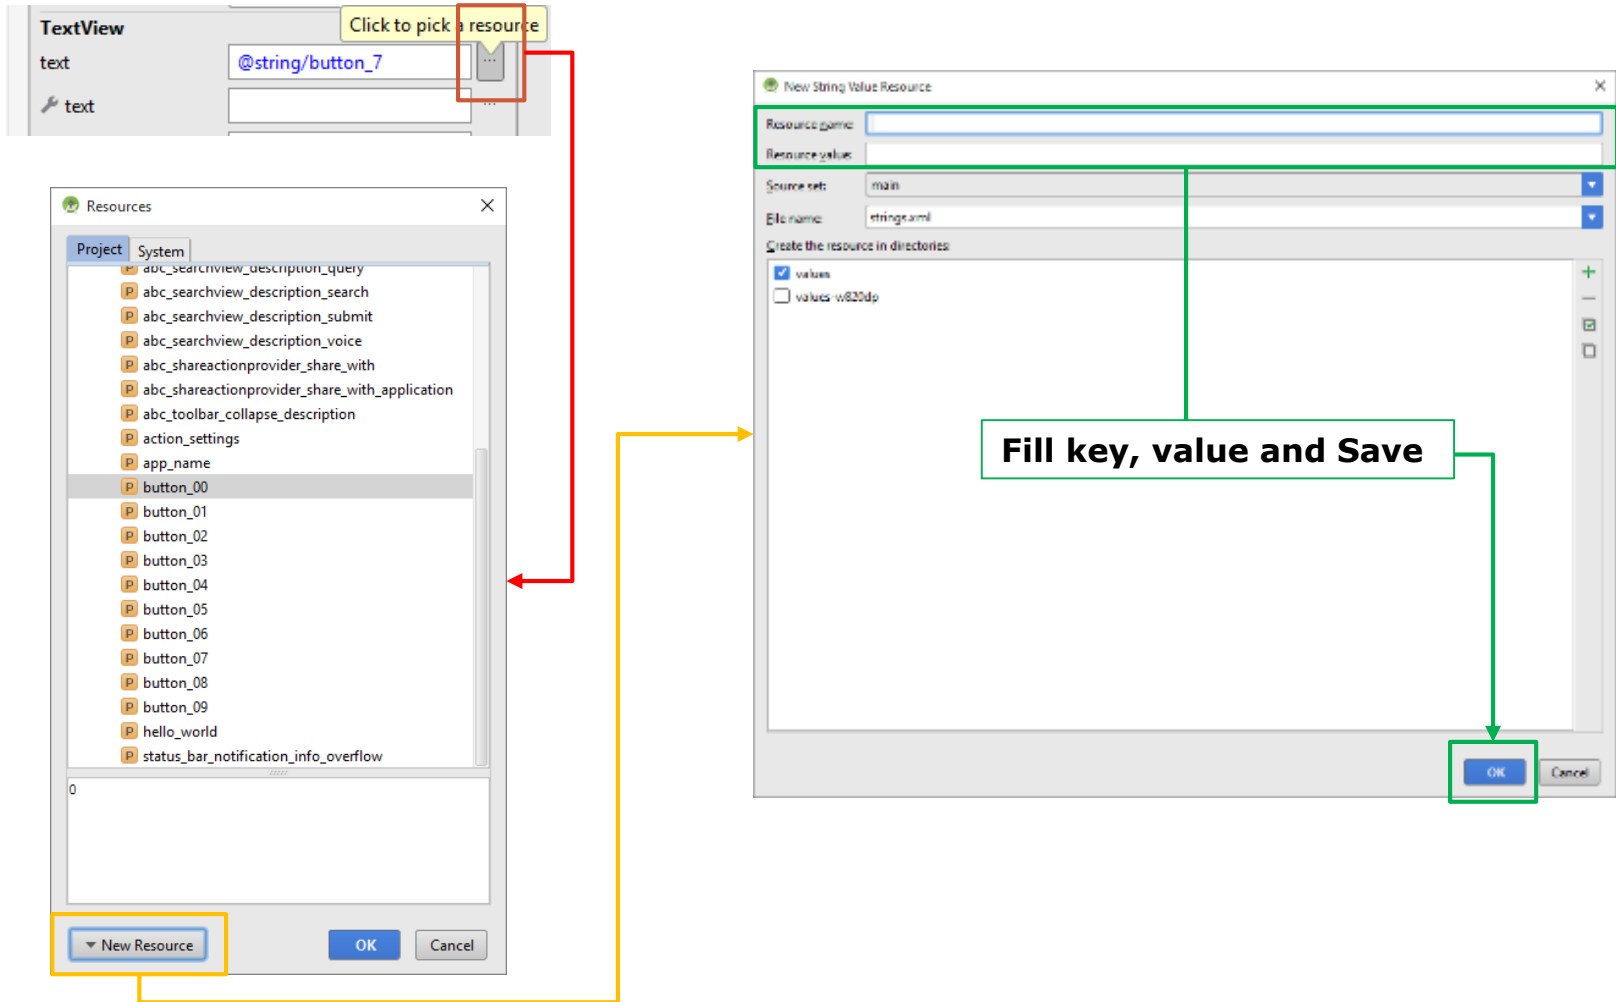 TextView
Click to pick a resource
text
@string/button_7
...
text
...
Resources
Project System
abc_searchview_description_query
abc_searchview_description_search
abc_searchview_description_submit
abc_searchview_description_voice
abc_shareactionprovider_share_with
abc_shareactionprovider_share_with_application
abc_toolbar_collapse_description
action_settings
app_name
button_00
button_01
button_02
button_03
button_04
button_05
button_06
button_07
button_08
button_09
hello_world
status_bar_notification_info_overflow
0
New Resource OK Cancel
New String Value Resource
Resource name:
Resource value:
Source set: main
File name: strings.xml
Create the resource in directories:
values
values-w820dp
Fill key, value and Save
OK Cancel